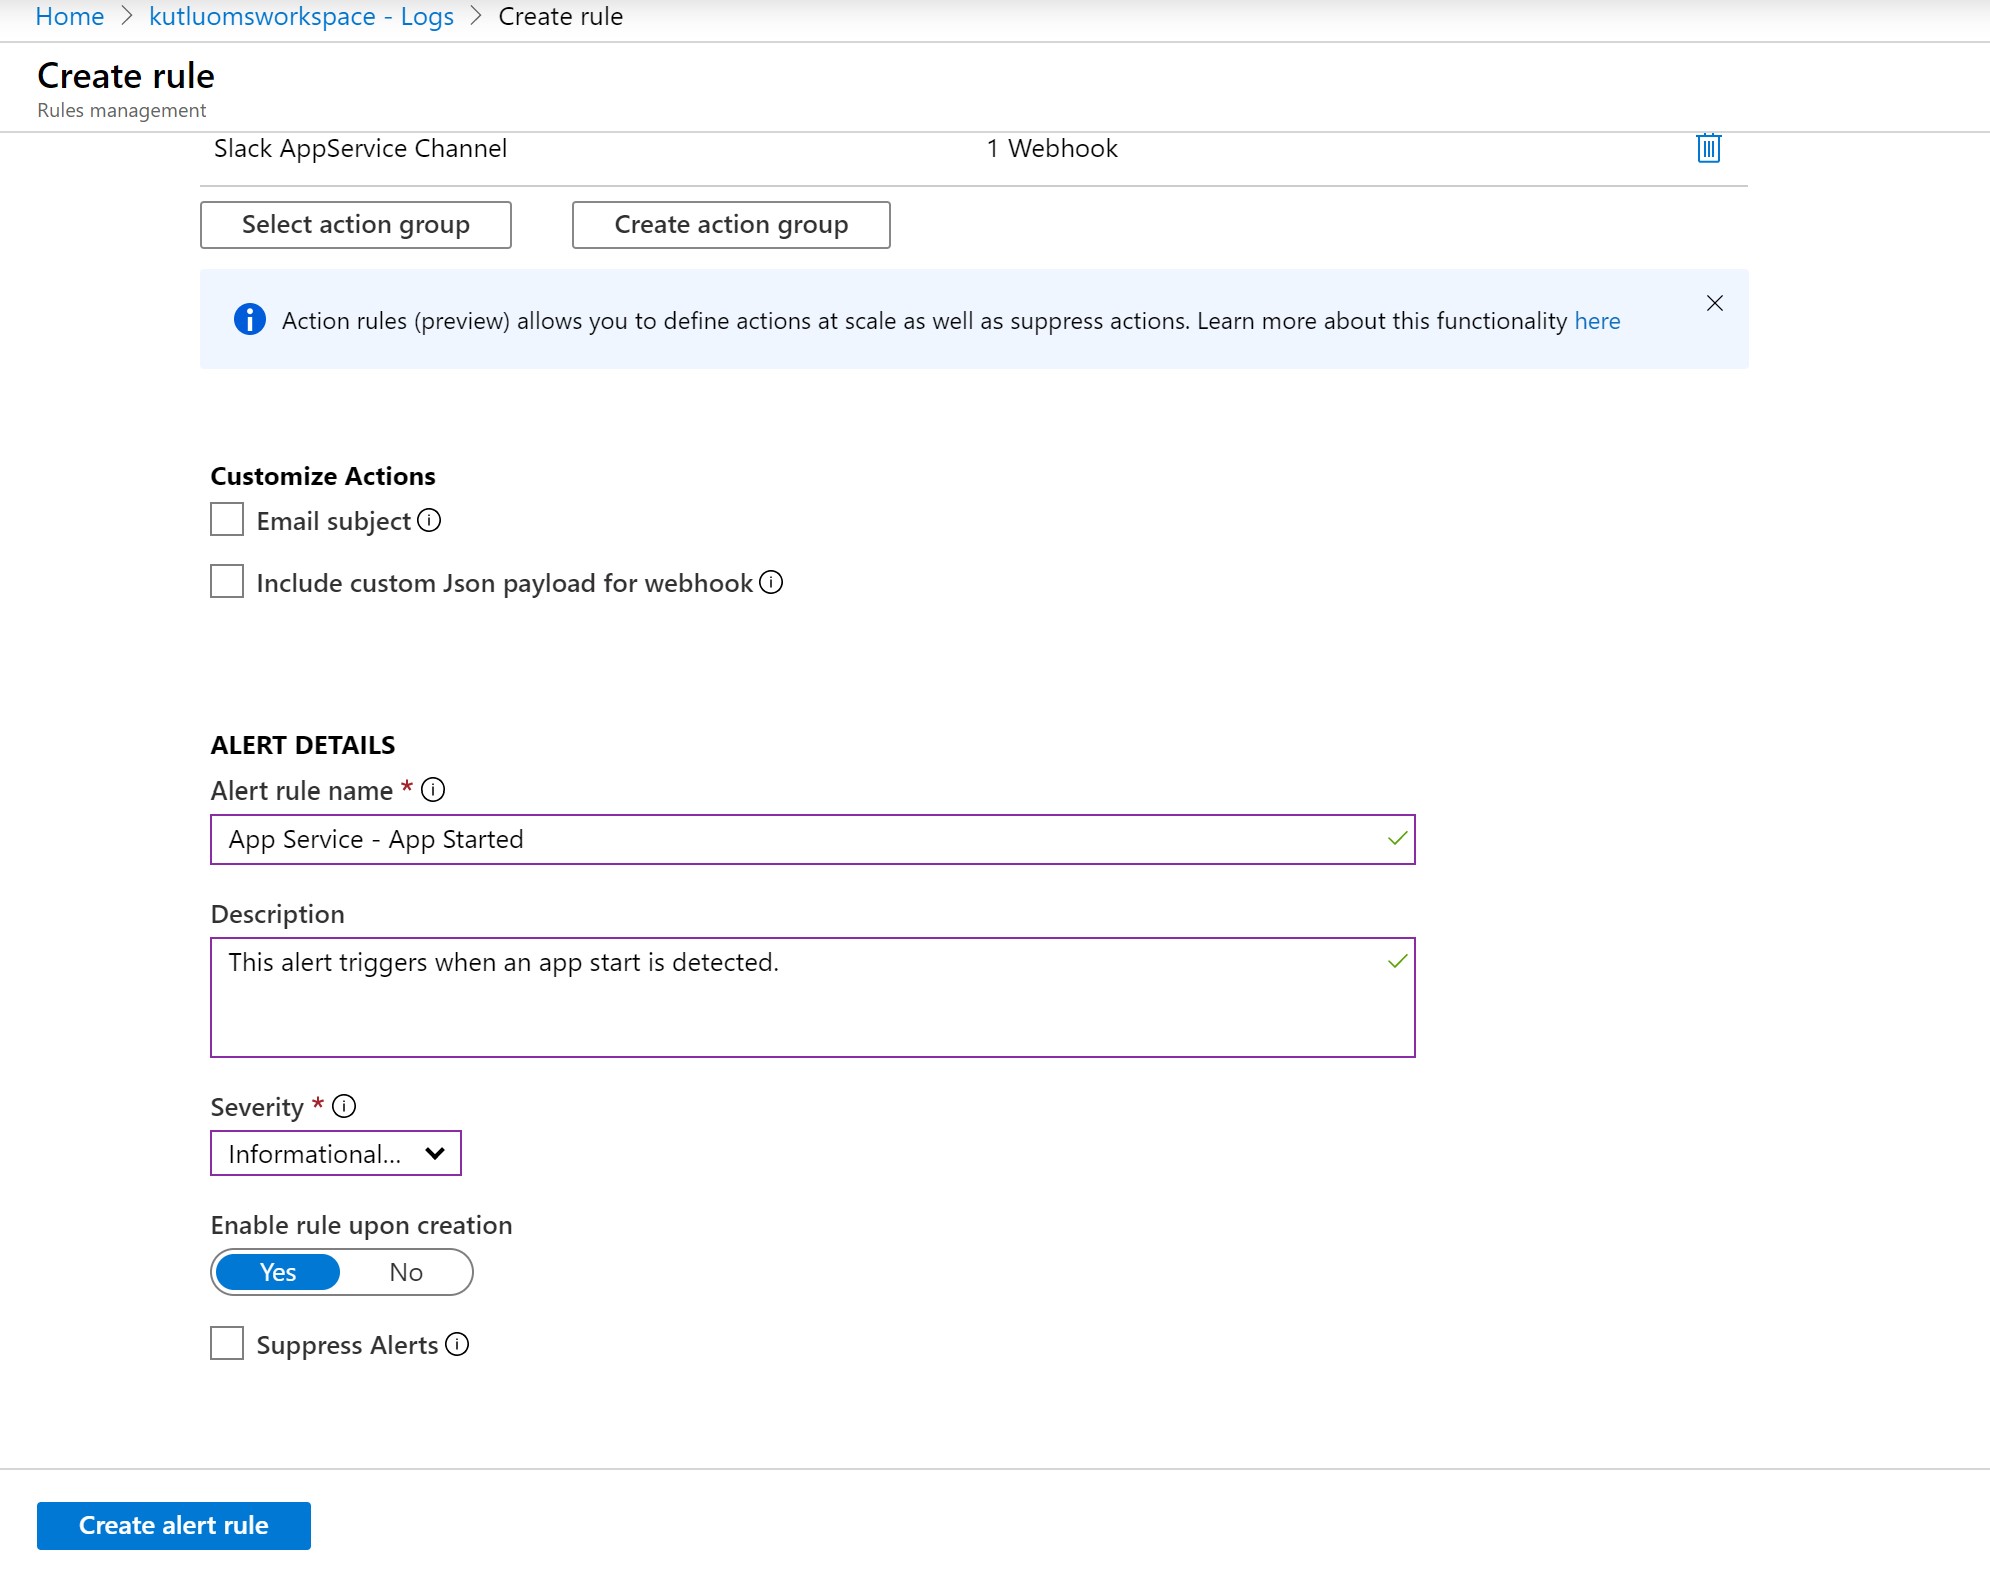 Home > kutluomsworkspace - Logs > Create rule
Create rule
Rules management
Slack AppService Channel 1 Webhook
Select action group Create action group
Action rules (preview) allows you to define actions at scale as well as suppress actions. Learn more about this functionality here
Customize Actions
Email subject
Include custom Json payload for webhook
ALERT DETAILS
Alert rule name *
App Service - App Started
Description
This alert triggers when an app start is detected.
Severity *
Informational...
Enable rule upon creation
Yes No
Suppress Alerts
Create alert rule